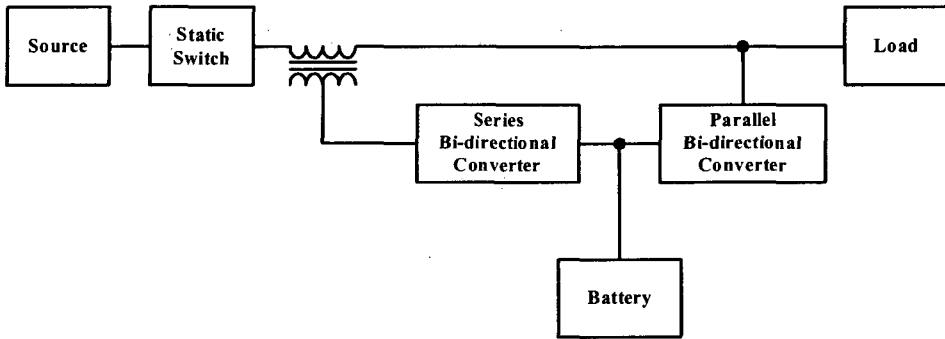 Source
Static
Switch
Load
Series
Bi-directional
Converter
Parallel
Bi-directional
Converter
Battery